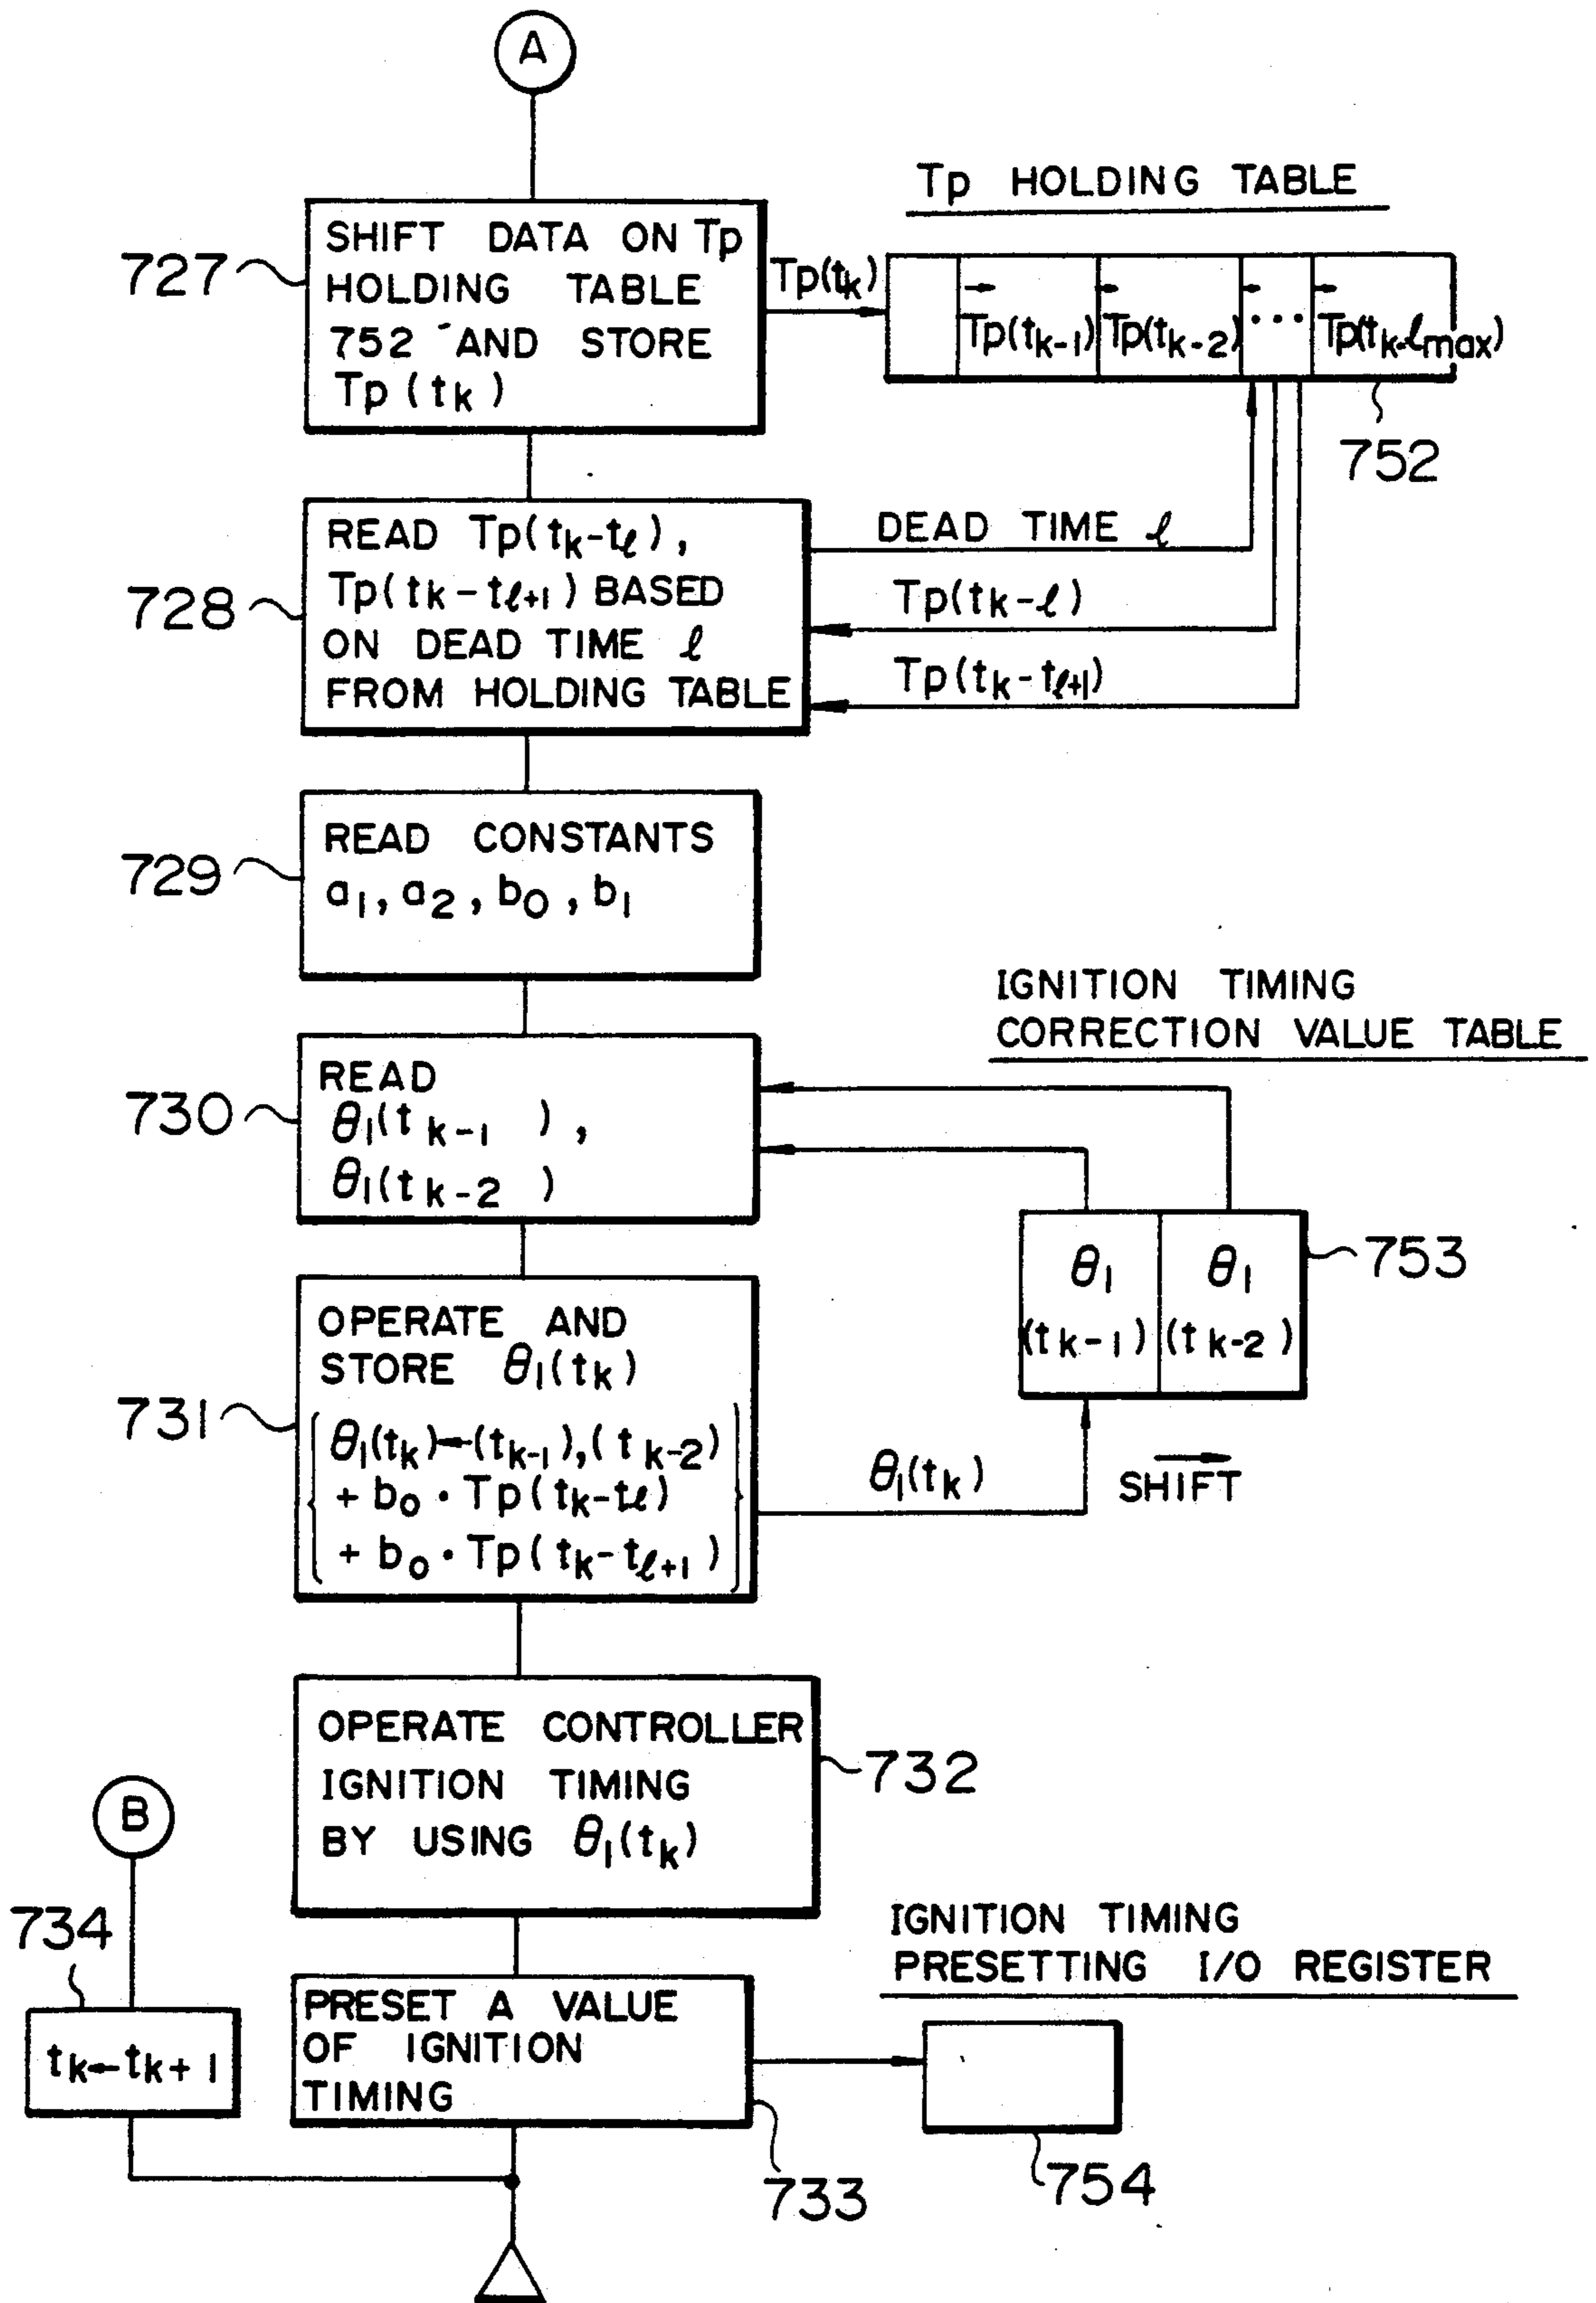 A
Tp HOLDING TABLE
727
SHIFT DATA ON Tp
HOLDING TABLE
752 AND STORE
Tp (tk)
Tp(tk)
Tp(tk-1) Tp(tk-2) ... Tp(tk-ℓmax)
752
728
READ Tp(tk-tℓ),
Tp(tk-tℓ+1) BASED
ON DEAD TIME ℓ
FROM HOLDING TABLE
DEAD TIME ℓ
Tp(tk-ℓ)
Tp(tk-tℓ+1)
729
READ CONSTANTS
a1, a2, b0, b1
IGNITION TIMING
CORRECTION VALUE TABLE
730
READ
θ1(tk-1 ),
θ1(tk-2 )
θ1 θ1
(tk-1) (tk-2)
753
731
OPERATE AND
STORE θ1(tk)
θ1(tk)←(tk-1),(tk-2)
+ b0 · Tp(tk-tℓ)
+ b0 · Tp(tk-tℓ+1)
θ1(tk)
SHIFT
OPERATE CONTROLLER
IGNITION TIMING
BY USING θ1(tk)
732
B
734
tk←tk+1
IGNITION TIMING
PRESETTING I/O REGISTER
PRESET A VALUE
OF IGNITION
TIMING
733
754